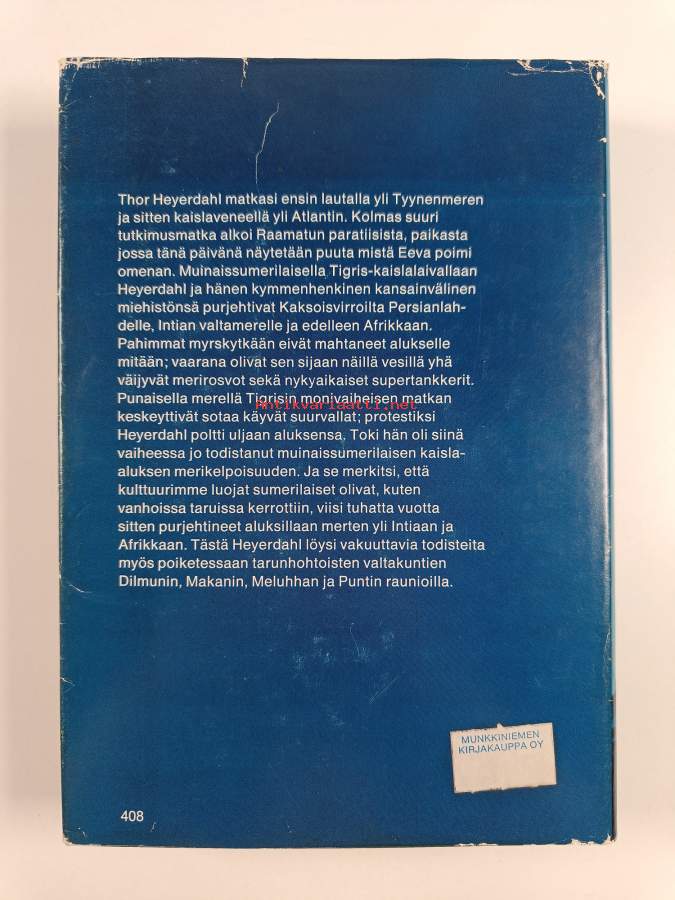 Thor Heyerdahl matkasi ensin lautalla yli Tyynenmeren
ja sitten kaislaveneellä yli Atlantin. Kolmas suuri
tutkimusmatka alkoi Raamatun paratiisista, paikasta
jossa tänä päivänä näytetään puuta mistä Eeva poimi
omenan. Muinaissumerilaisella Tigris-kaislalaivallaan
Heyerdahl ja hänen kymmenhenkinen kansainvälinen
miehistönsä purjehtivat Kaksoisvirroilta Persianlah-
delle, Intian valtamerelle ja edelleen Afrikkaan.
Pahimmat myrskytkään eivät mahtaneet alukselle
mitään; vaarana olivat sen sijaan näillä vesillä yhä
väijyvät merirosvot sekä nykyaikaiset supertankkerit.
Punaisella merellä Tigrisin monivaiheisen matkan
Antikvariaatti.net
keskeyttivät sotaa käyvät suurvallat; protestiksi
Heyerdahl poltti uljaan aluksensa. Toki hän oli siinä
vaiheessa jo todistanut muinaissumerilaisen kaisla-
aluksen merikelpoisuuden. Ja se merkitsi, että
kulttuurimme luojat sumerilaiset olivat, kuten
vanhoissa taruissa kerrottiin, viisi tuhatta vuotta
sitten purjehtineet aluksillaan merten yli Intiaan ja
Afrikkaan. Tästä Heyerdahl löysi vakuuttavia todisteita
myös poiketessaan tarunhohtoisten valtakuntien
Dilmunin, Makanin, Meluhhan ja Puntin raunioilla.
MUNKKINIEMEN
KIRJAKAUPPA OY
408